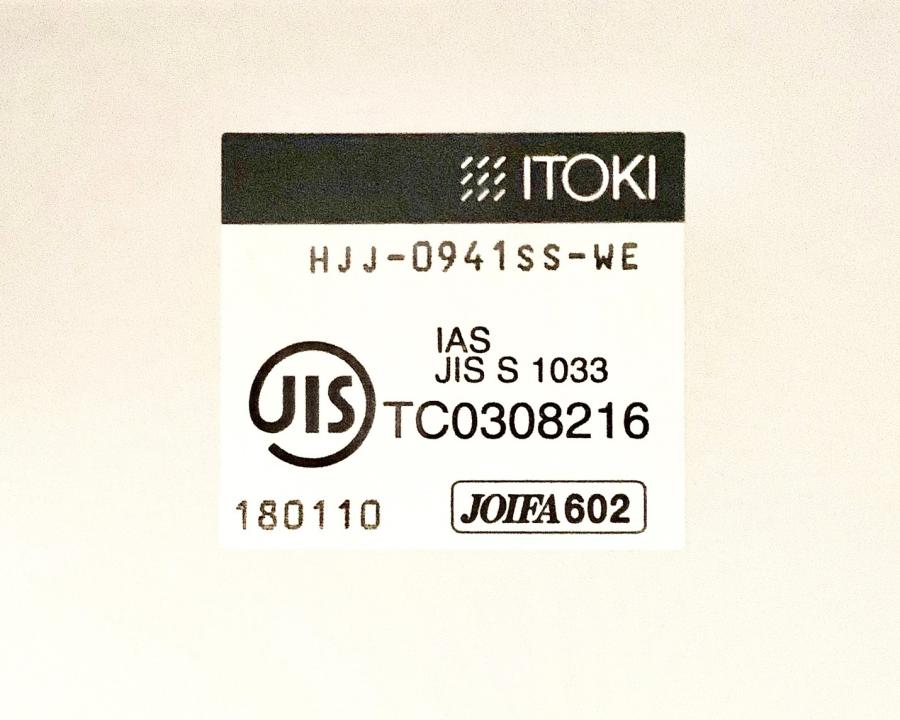 ITOKI
HJJ-0941SS-WE
IAS
JIS S 1033
JIS
TC0308216
180110
JOIFA602